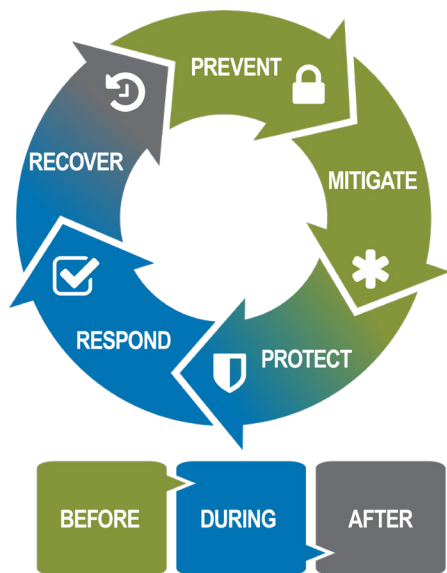 PREVENT
MITIGATE
PROTECT
RESPOND
RECOVER
BEFORE
DURING
AFTER